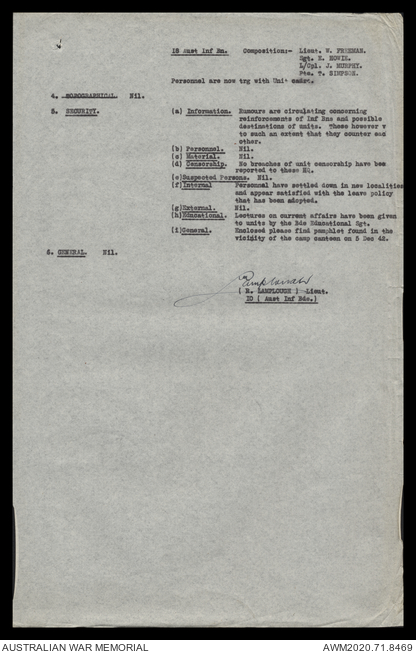 18 Aust Inf Bn. Composition:- Lieut. W. FREEMAN.
Sgt. E. HOWIE.
L/Cpl. J. MURPHY.
Pte. T. SIMPSON.
Personnel are now trg with Unit
4. TOPOGRAPHICAL. Nil.
5. SECURITY. (a) Information. Rumours are circulating concerning
reinforcements of Inf Bns and possible
destinations of units. These however v
to such an extent that they counter eac
other.
(b) Personnel. Nil.
(c) Material. Nil.
(d) Censorship. No breaches of unit censorship have been
reported to these HQ.
(e) Suspected Persons. Nil.
(f) Internal Personnel have settled down in new localities
and appear satisfied with the leave policy
that has been adopted.
(g) External. Nil.
(h) Educational. Lectures on current affairs have been given
to units by the Bde Educational Sgt.
(i) General. Enclosed please find pamphlet found in the
vicinity of the camp canteen on 5 Dec 42.
6. GENERAL. Nil.
( R. LAMPLOUGH ) Lieut.
IO ( Aust Inf Bde.)
AUSTRALIAN WAR MEMORIAL AWM2020.71.8469